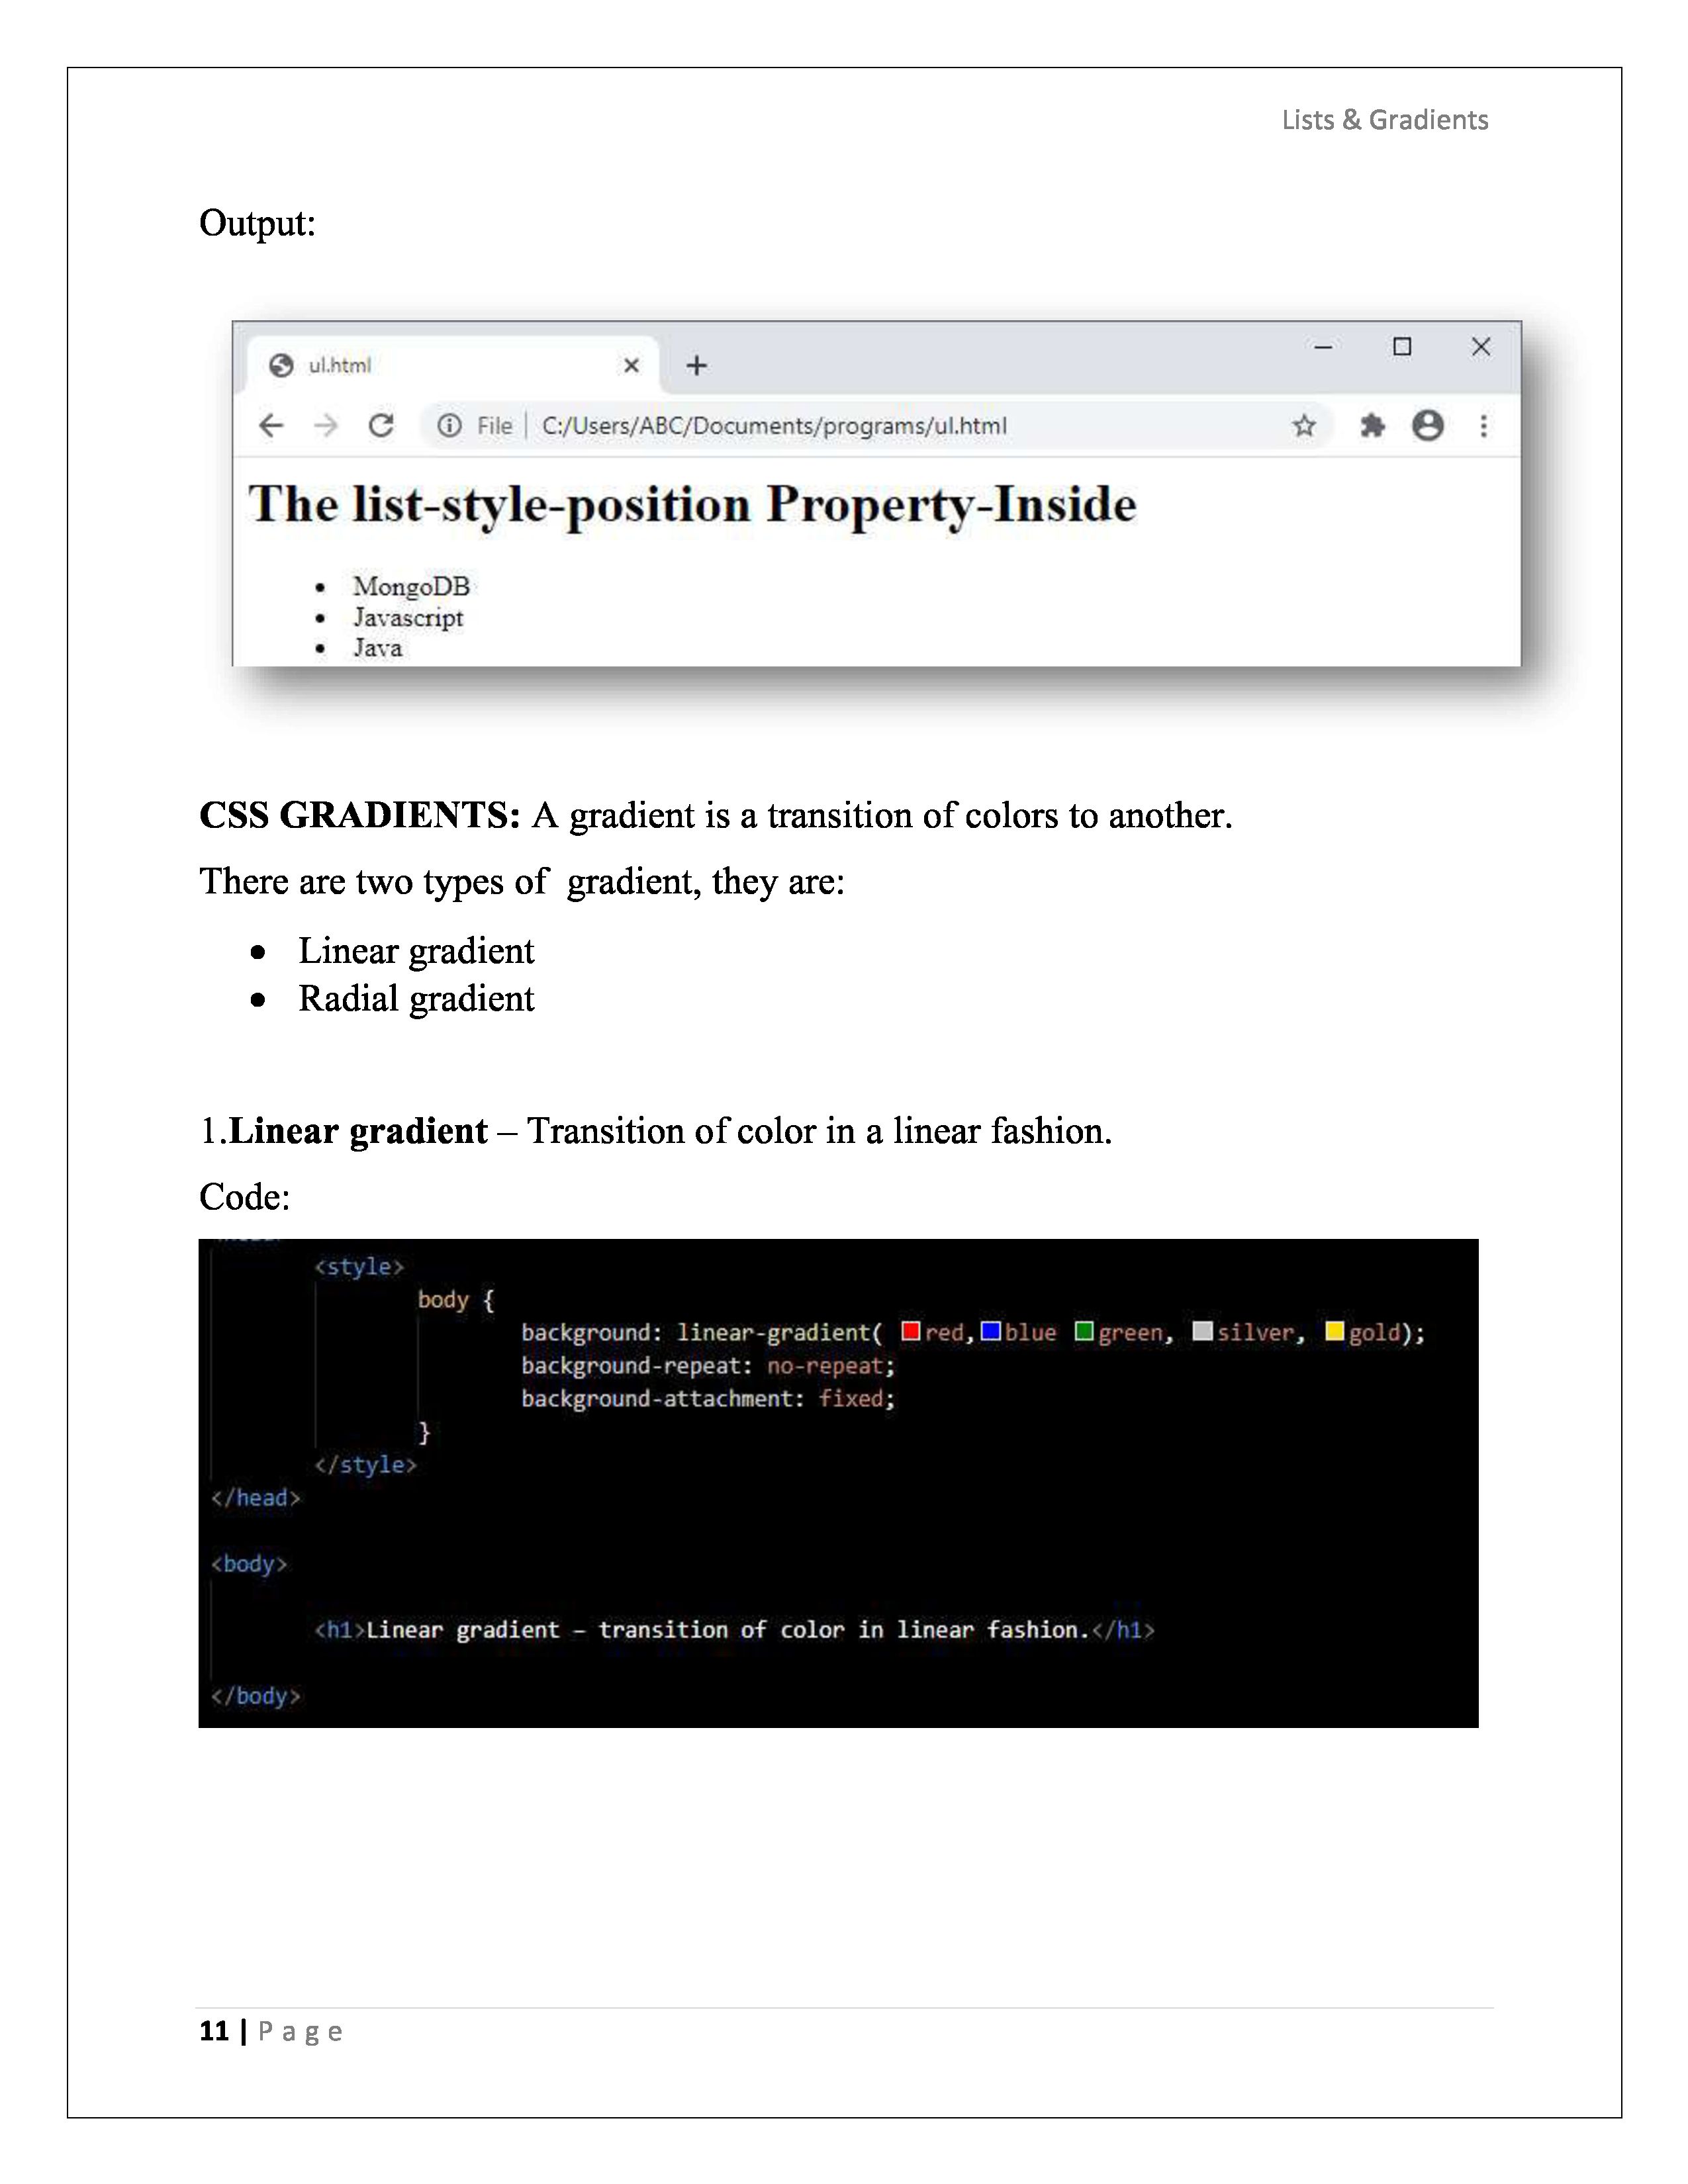 Lists & Gradients
Output:
ul.html
File
C:/Users/ABC/Documents/programs/ul.html
The list-style-position Property-Inside
• MongoDB
• Javascript
• Java
CSS GRADIENTS: A gradient is a transition of colors to another.
There are two types of  gradient, they are:
• Linear gradient
• Radial gradient
1.Linear gradient – Transition of color in a linear fashion.
Code:
<style>
body {
background: linear-gradient( red, blue green, silver, gold);
background-repeat: no-repeat;
background-attachment: fixed;
}
</style>
</head>
<body>
<h1>Linear gradient – transition of color in linear fashion.</h1>
</body>
11 | Page